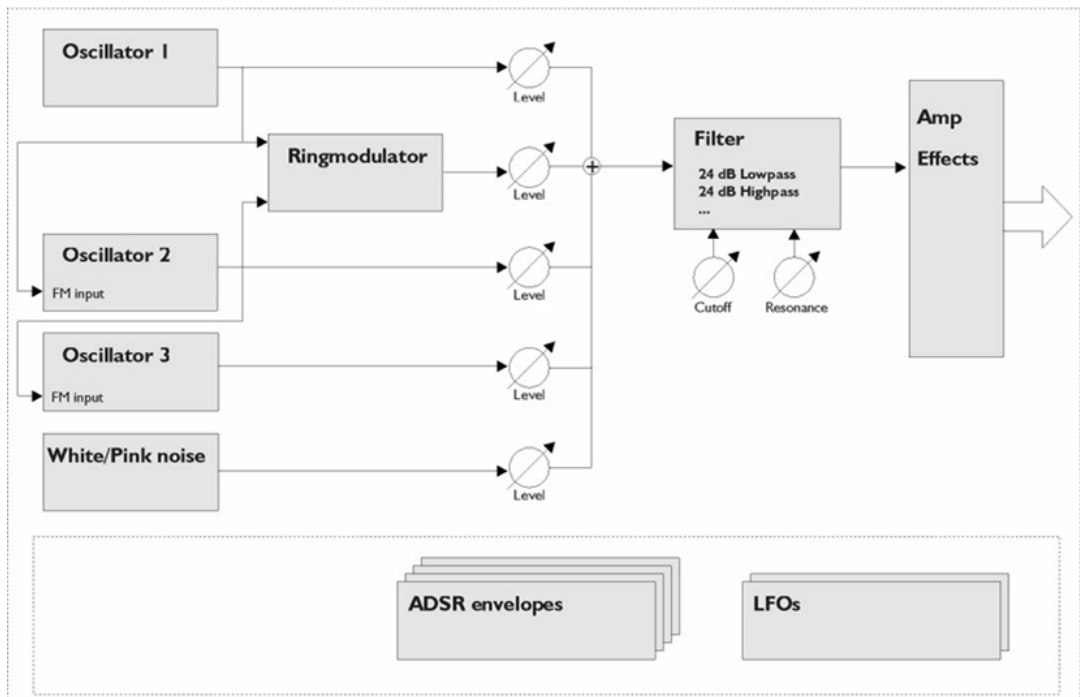 Oscillator 1
Level
Ringmodulator
Level
Oscillator 2
FM input
Level
Oscillator 3
FM input
Level
White/Pink noise
Level
Filter
24 dB Lowpass
24 dB Highpass
...
Cutoff
Resonance
Amp
Effects
ADSR envelopes
LFOs